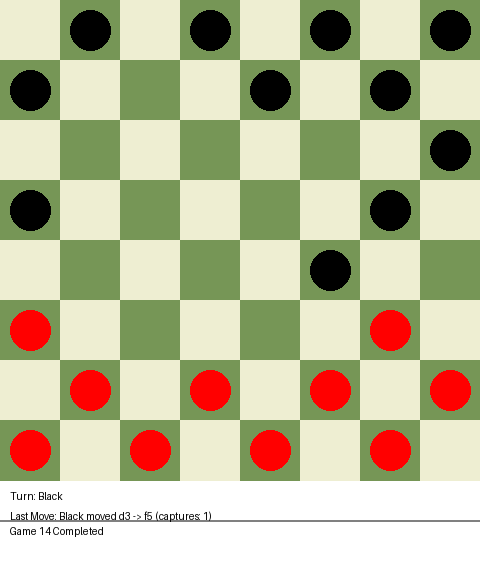 Turn: Black
Last Move: Black moved d3 -> f5 (captures: 1)
Game 14 Completed